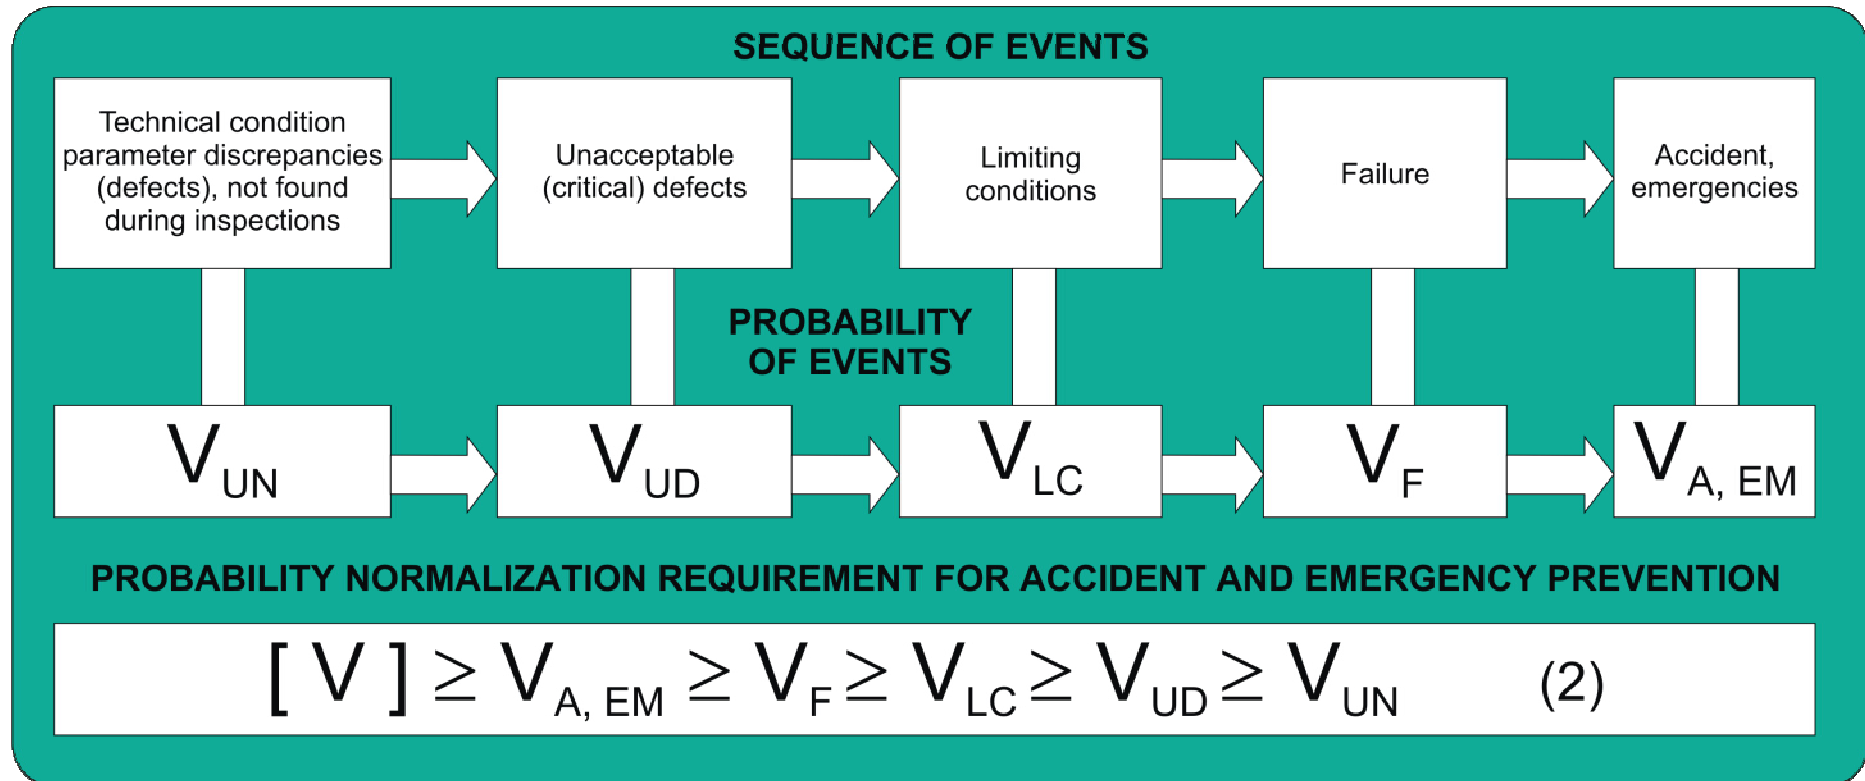 SEQUENCE OF EVENTS
Technical condition
parameter discrepancies
(defects), not found
during inspections
Unacceptable
(critical) defects
Limiting
conditions
Failure
Accident,
emergencies
PROBABILITY
OF EVENTS
V UN
V UD
V LC
V F
V A, EM
PROBABILITY NORMALIZATION REQUIREMENT FOR ACCIDENT AND EMERGENCY PREVENTION
[ V ] ≥ V A, EM ≥ V F ≥ V LC ≥ V UD ≥ V UN (2)